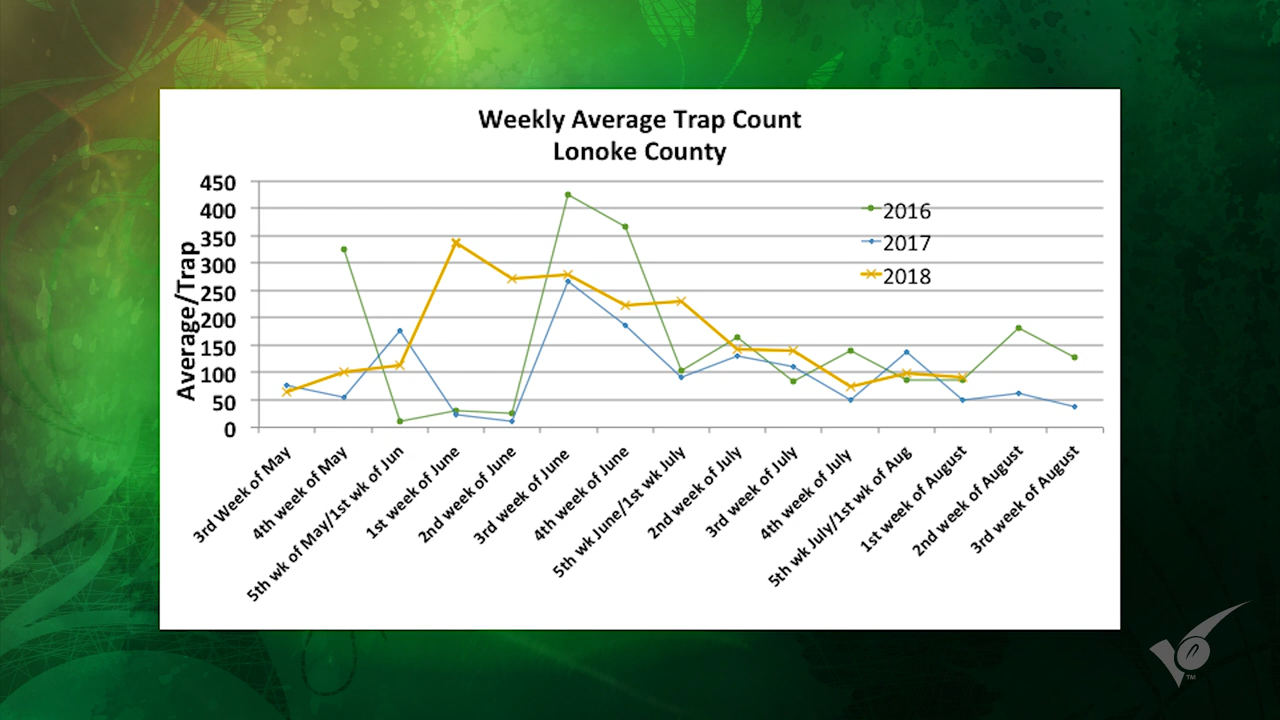 Weekly Average Trap Count
Lonoke County
Average/Trap
450
400
350
300
250
200
150
100
50
0
2016
2017
2018
3rd Week of May
4th week of May
5th wk of May/1st wk of Jun
1st week of June
2nd week of June
3rd week of June
4th week of June
5th wk June/1st wk July
2nd week of July
3rd week of July
4th week of July
5th week July/1st wk of Aug
1st week of August
2nd week of August
3rd week of August
TM